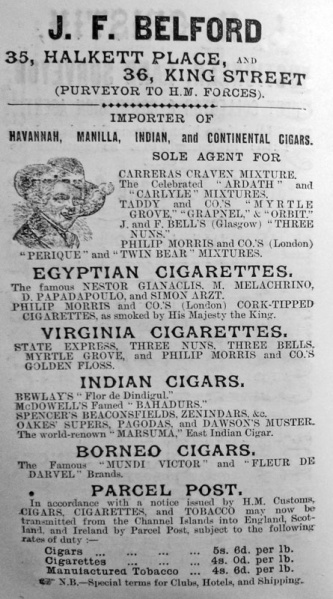 J. F. BELFORD
35, HALKETT PLACE, AND
36, KING STREET
(PURVEYOR TO H.M. FORCES).
IMPORTER OF
HAVANNAH, MANILLA, INDIAN, and CONTINENTAL CIGARS.
SOLE AGENT FOR
CARRERAS CRAVEN MIXTURE.
The Celebrated "ARDATH" and
"CARLYLE" MIXTURES.
TADDY and CO.'S "MYRTLE
GROVE," "GRAPNEL," & "ORBIT."
J. and F. BELL'S (Glasgow) "THREE
NUNS."
PHILIP MORRIS and CO.'S (London)
"PERIQUE" and "TWIN BEAR" MIXTURES.
EGYPTIAN CIGARETTES.
The famous NESTOR GIANACLIS, M. MELACHRINO,
D. PAPADAPOULO, and SIMON ARZT.
PHILIP MORRIS and CO.'S (London) CORK-TIPPED
CIGARETTES, as smoked by His Majesty the King.
VIRGINIA CIGARETTES.
STATE EXPRESS, THREE NUNS, THREE BELLS,
MYRTLE GROVE, and PHILIP MORRIS and CO.'S
GOLDEN FLOSS.
INDIAN CIGARS.
BEWLAY'S "Flor de Dindigul."
McDOWELL'S Famed "BAHADURS."
SPENCER'S BEACONSFIELDS, ZENINDARS, &c.
OAKES' SUPERS, PAGODAS, and DAWSON'S MUSTER.
The world-renown "MARSUMA," East Indian Cigar.
BORNEO CIGARS.
The Famous "MUNDI VICTOR" and "FLEUR DE
DARVEL" Brands.
PARCEL POST.
In accordance with a notice issued by H.M. Customs,
CIGARS, CIGARETTES, and TOBACCO may now be
transmitted from the Channel Islands into England, Scot-
land, and Ireland by Parcel Post, subject to the following
rates of duty :—
Cigars ... ... ... 5s. 6d. per lb.
Cigarettes ... ... ... 4s. 0d. per lb.
Manufactured Tobacco ... 4s. 6d. per lb.
☞ N.B.—Special terms for Clubs, Hotels, and Shipping.